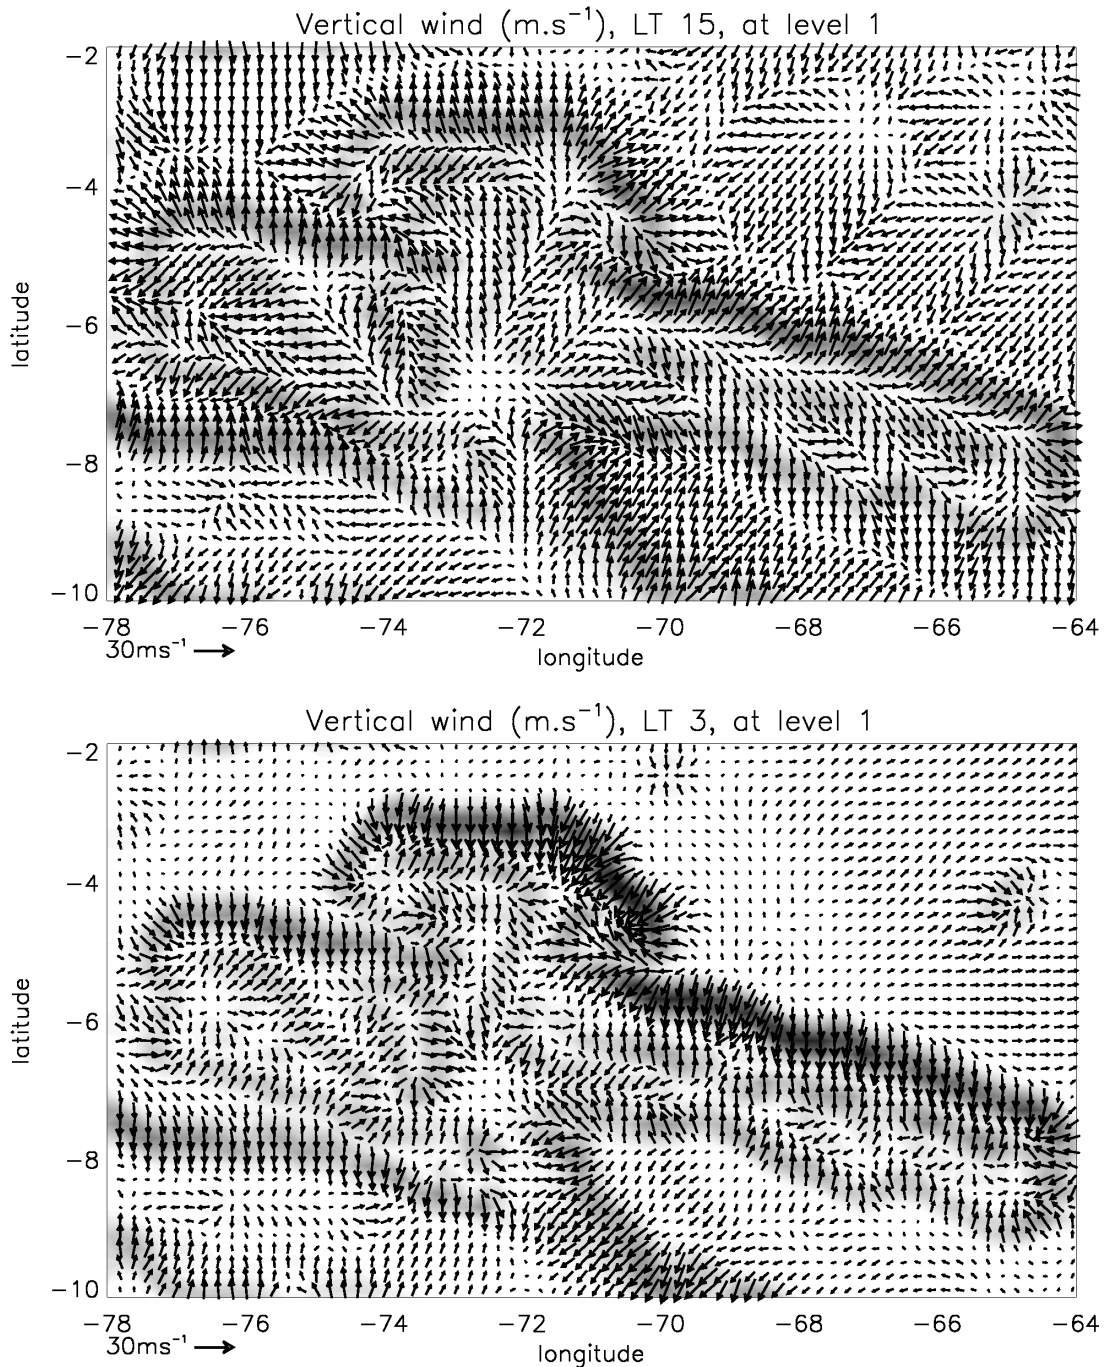 Vertical wind (m.s⁻¹), LT 15, at level 1
−2
−4
−6
−8
−10
latitude
−78 −76 −74 −72 −70 −68 −66 −64
30ms⁻¹
longitude
Vertical wind (m.s⁻¹), LT 3, at level 1
−2
−4
−6
−8
−10
latitude
−78 −76 −74 −72 −70 −68 −66 −64
30ms⁻¹
longitude